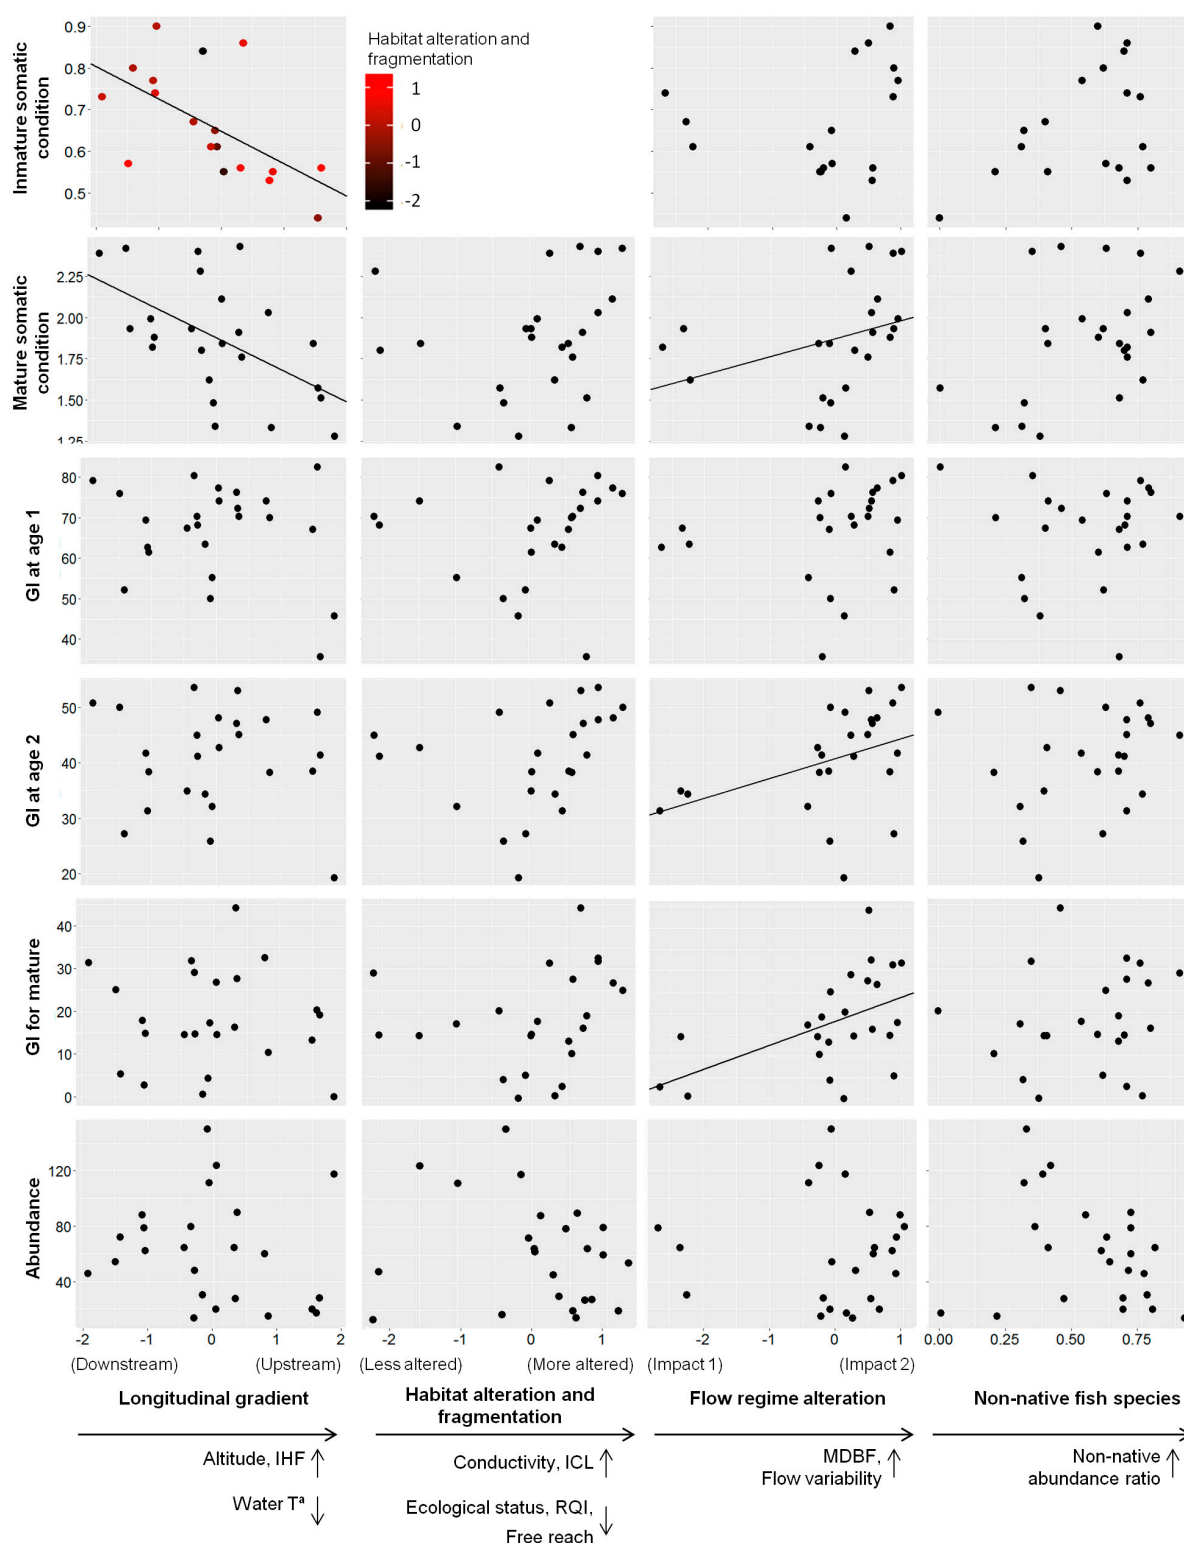 Habitat alteration and
fragmentation
1
0
-1
-2
Inmature somatic
condition
0.9
0.8
0.7
0.6
0.5
Mature somatic
condition
2.25
2.00
1.75
1.50
1.25
GI at age 1
80
70
60
50
40
GI at age 2
50
40
30
20
GI for mature
40
30
20
10
0
Abundance
120
80
40
-2 -1 0 1 2 -2 -1 0 1 -2 -1 0 1 0.00 0.25 0.50 0.75
(Downstream) (Upstream) (Less altered) (More altered) (Impact 1) (Impact 2)
Longitudinal gradient
Habitat alteration and
fragmentation
Flow regime alteration
Non-native fish species
Altitude, IHF ↑
Water Tª ↓
Conductivity, ICL ↑
Ecological status, RQI,
Free reach ↓
MDBF,
Flow variability ↑
Non-native
abundance ratio ↑